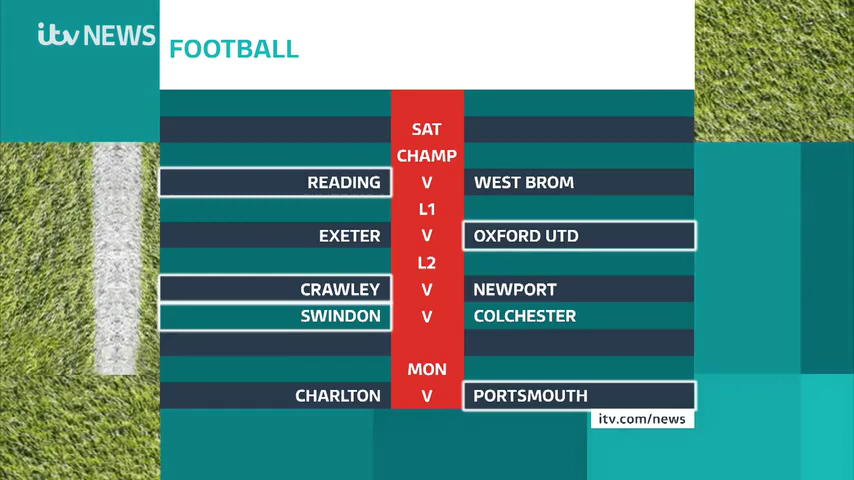 itv NEWS
FOOTBALL
SAT
CHAMP
READING V WEST BROM
L1
EXETER V OXFORD UTD
L2
CRAWLEY V NEWPORT
SWINDON V COLCHESTER
MON
CHARLTON V PORTSMOUTH
itv.com/news